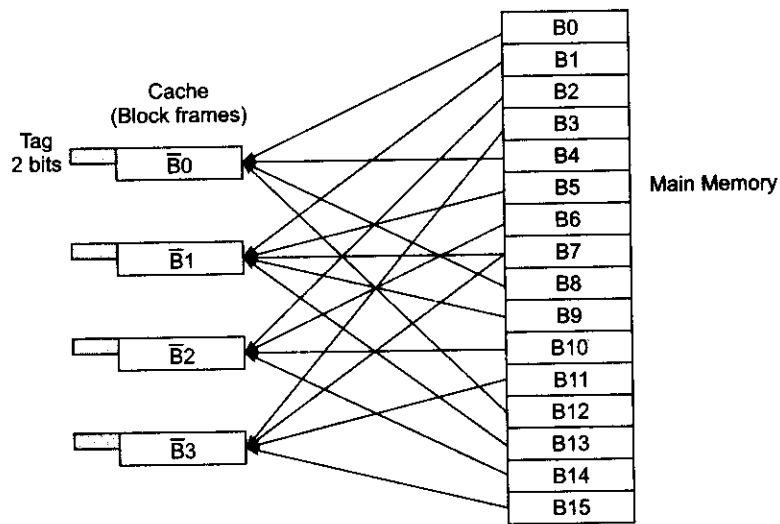 Cache
(Block frames)
Tag
2 bits
B̅0
B̅1
B̅2
B̅3
B0
B1
B2
B3
B4
B5
B6
B7
B8
B9
B10
B11
B12
B13
B14
B15
Main Memory